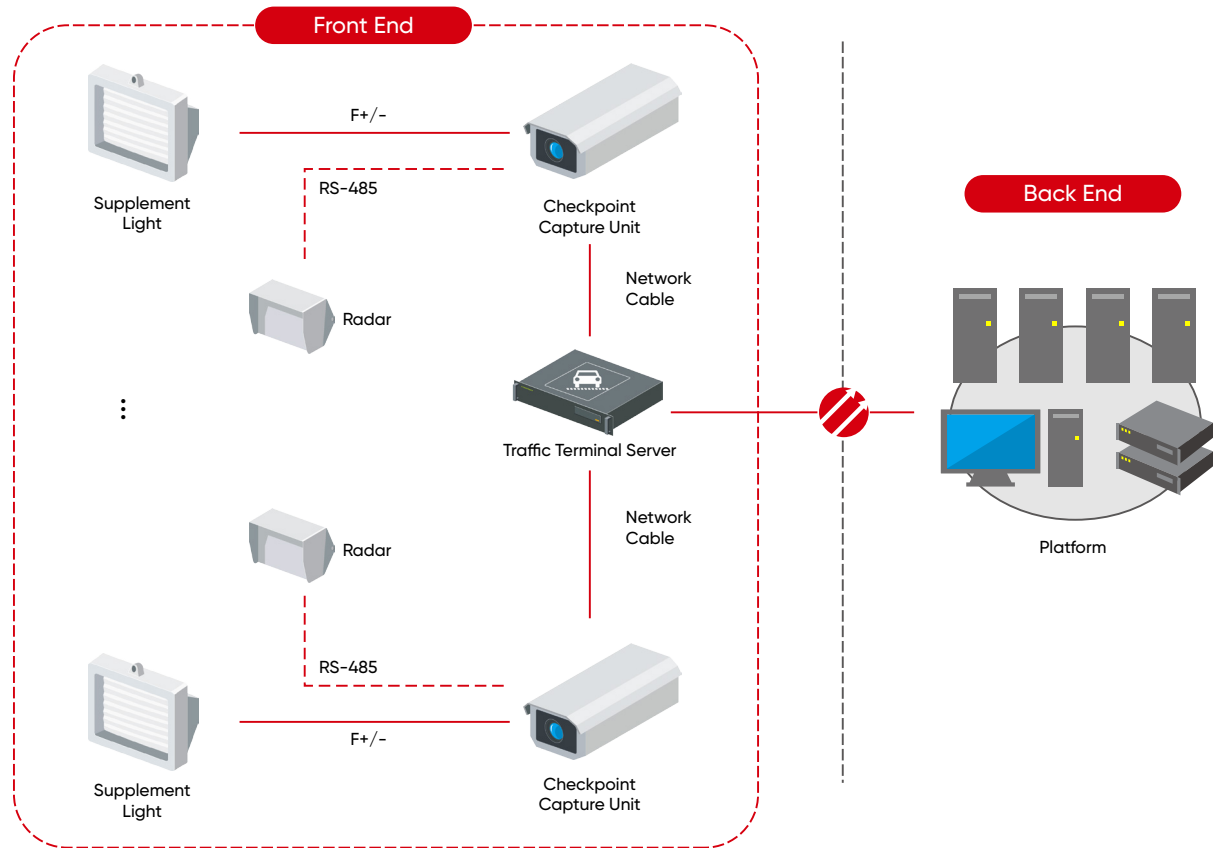 Front End
F+/-
RS-485
Supplement
Light
Checkpoint
Capture Unit
Back End
Network
Cable
Radar
Traffic Terminal Server
Network
Cable
Radar
Platform
RS-485
F+/-
Supplement
Light
Checkpoint
Capture Unit